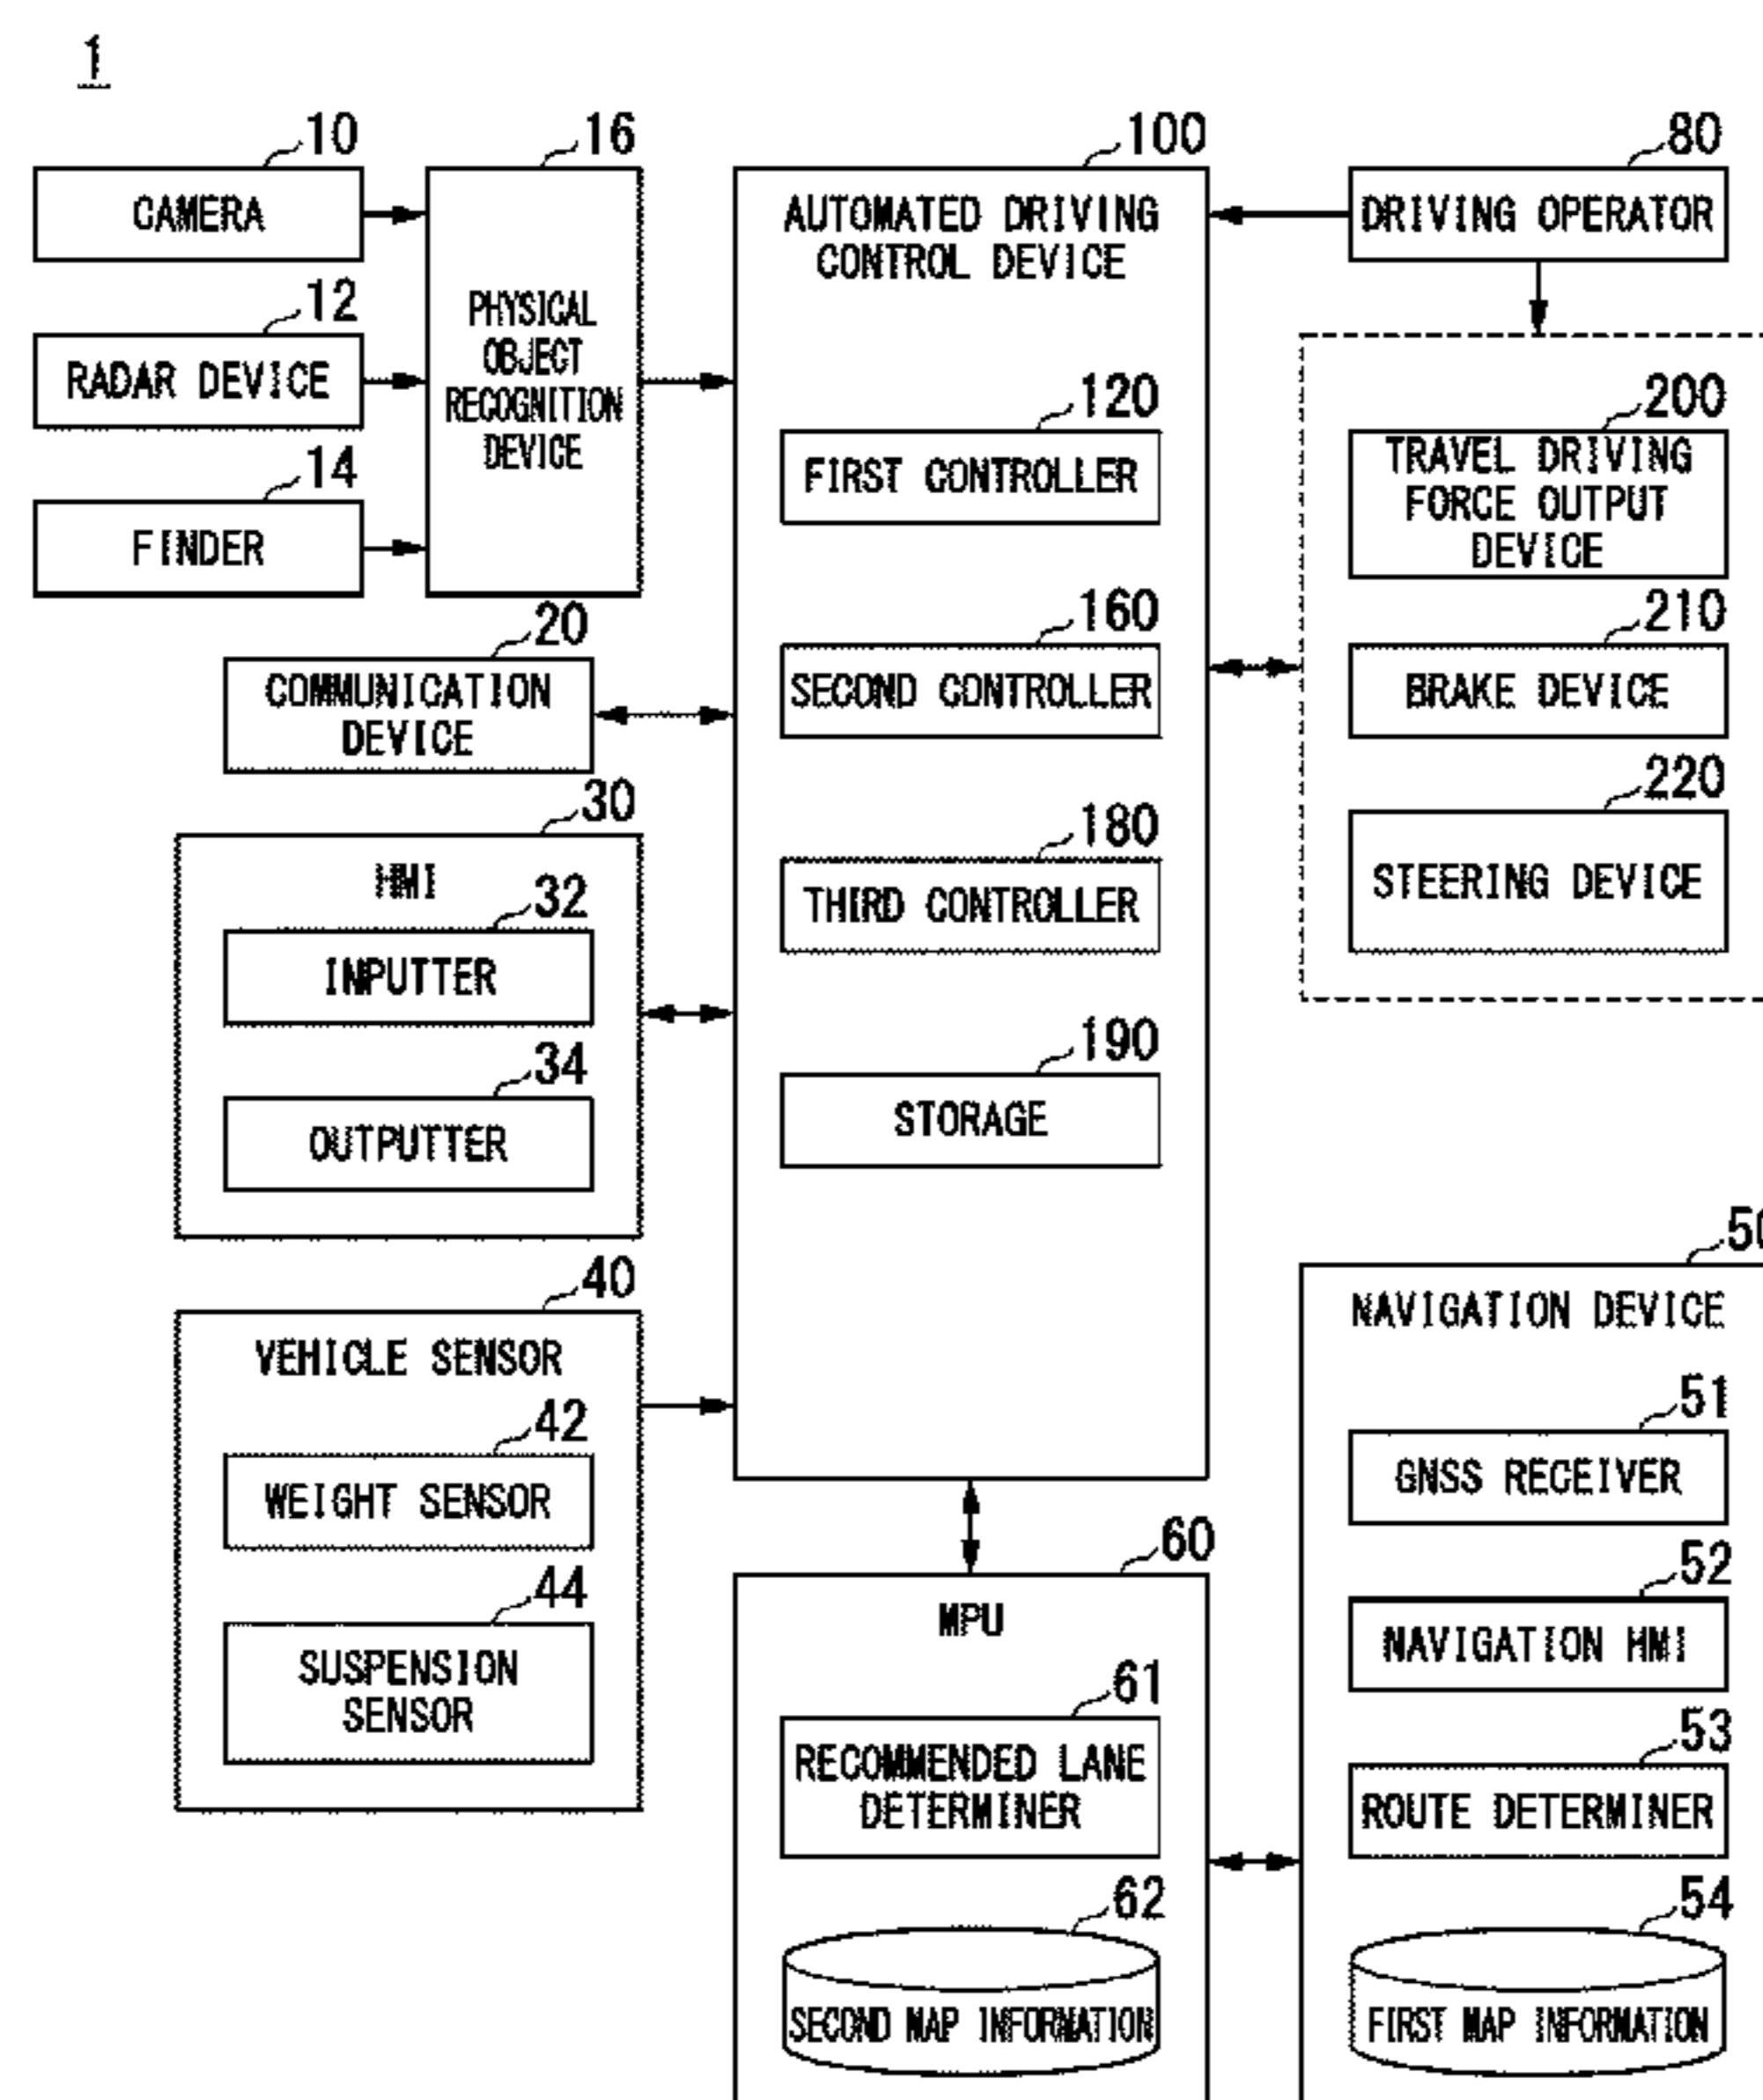 1
10
CAMERA
12
RADAR DEVICE
14
FINDER
16
PHYSICAL
OBJECT
RECOGNITION
DEVICE
20
COMMUNICATION
DEVICE
30
HMI
32
INPUTTER
34
OUTPUTTER
40
VEHICLE SENSOR
42
WEIGHT SENSOR
44
SUSPENSION
SENSOR
100
AUTOMATED DRIVING
CONTROL DEVICE
120
FIRST CONTROLLER
160
SECOND CONTROLLER
180
THIRD CONTROLLER
190
STORAGE
60
MPU
61
RECOMMENDED LANE
DETERMINER
62
SECOND MAP INFORMATION
80
DRIVING OPERATOR
200
TRAVEL DRIVING
FORCE OUTPUT
DEVICE
210
BRAKE DEVICE
220
STEERING DEVICE
50
NAVIGATION DEVICE
51
GNSS RECEIVER
52
NAVIGATION HMI
53
ROUTE DETERMINER
54
FIRST MAP INFORMATION